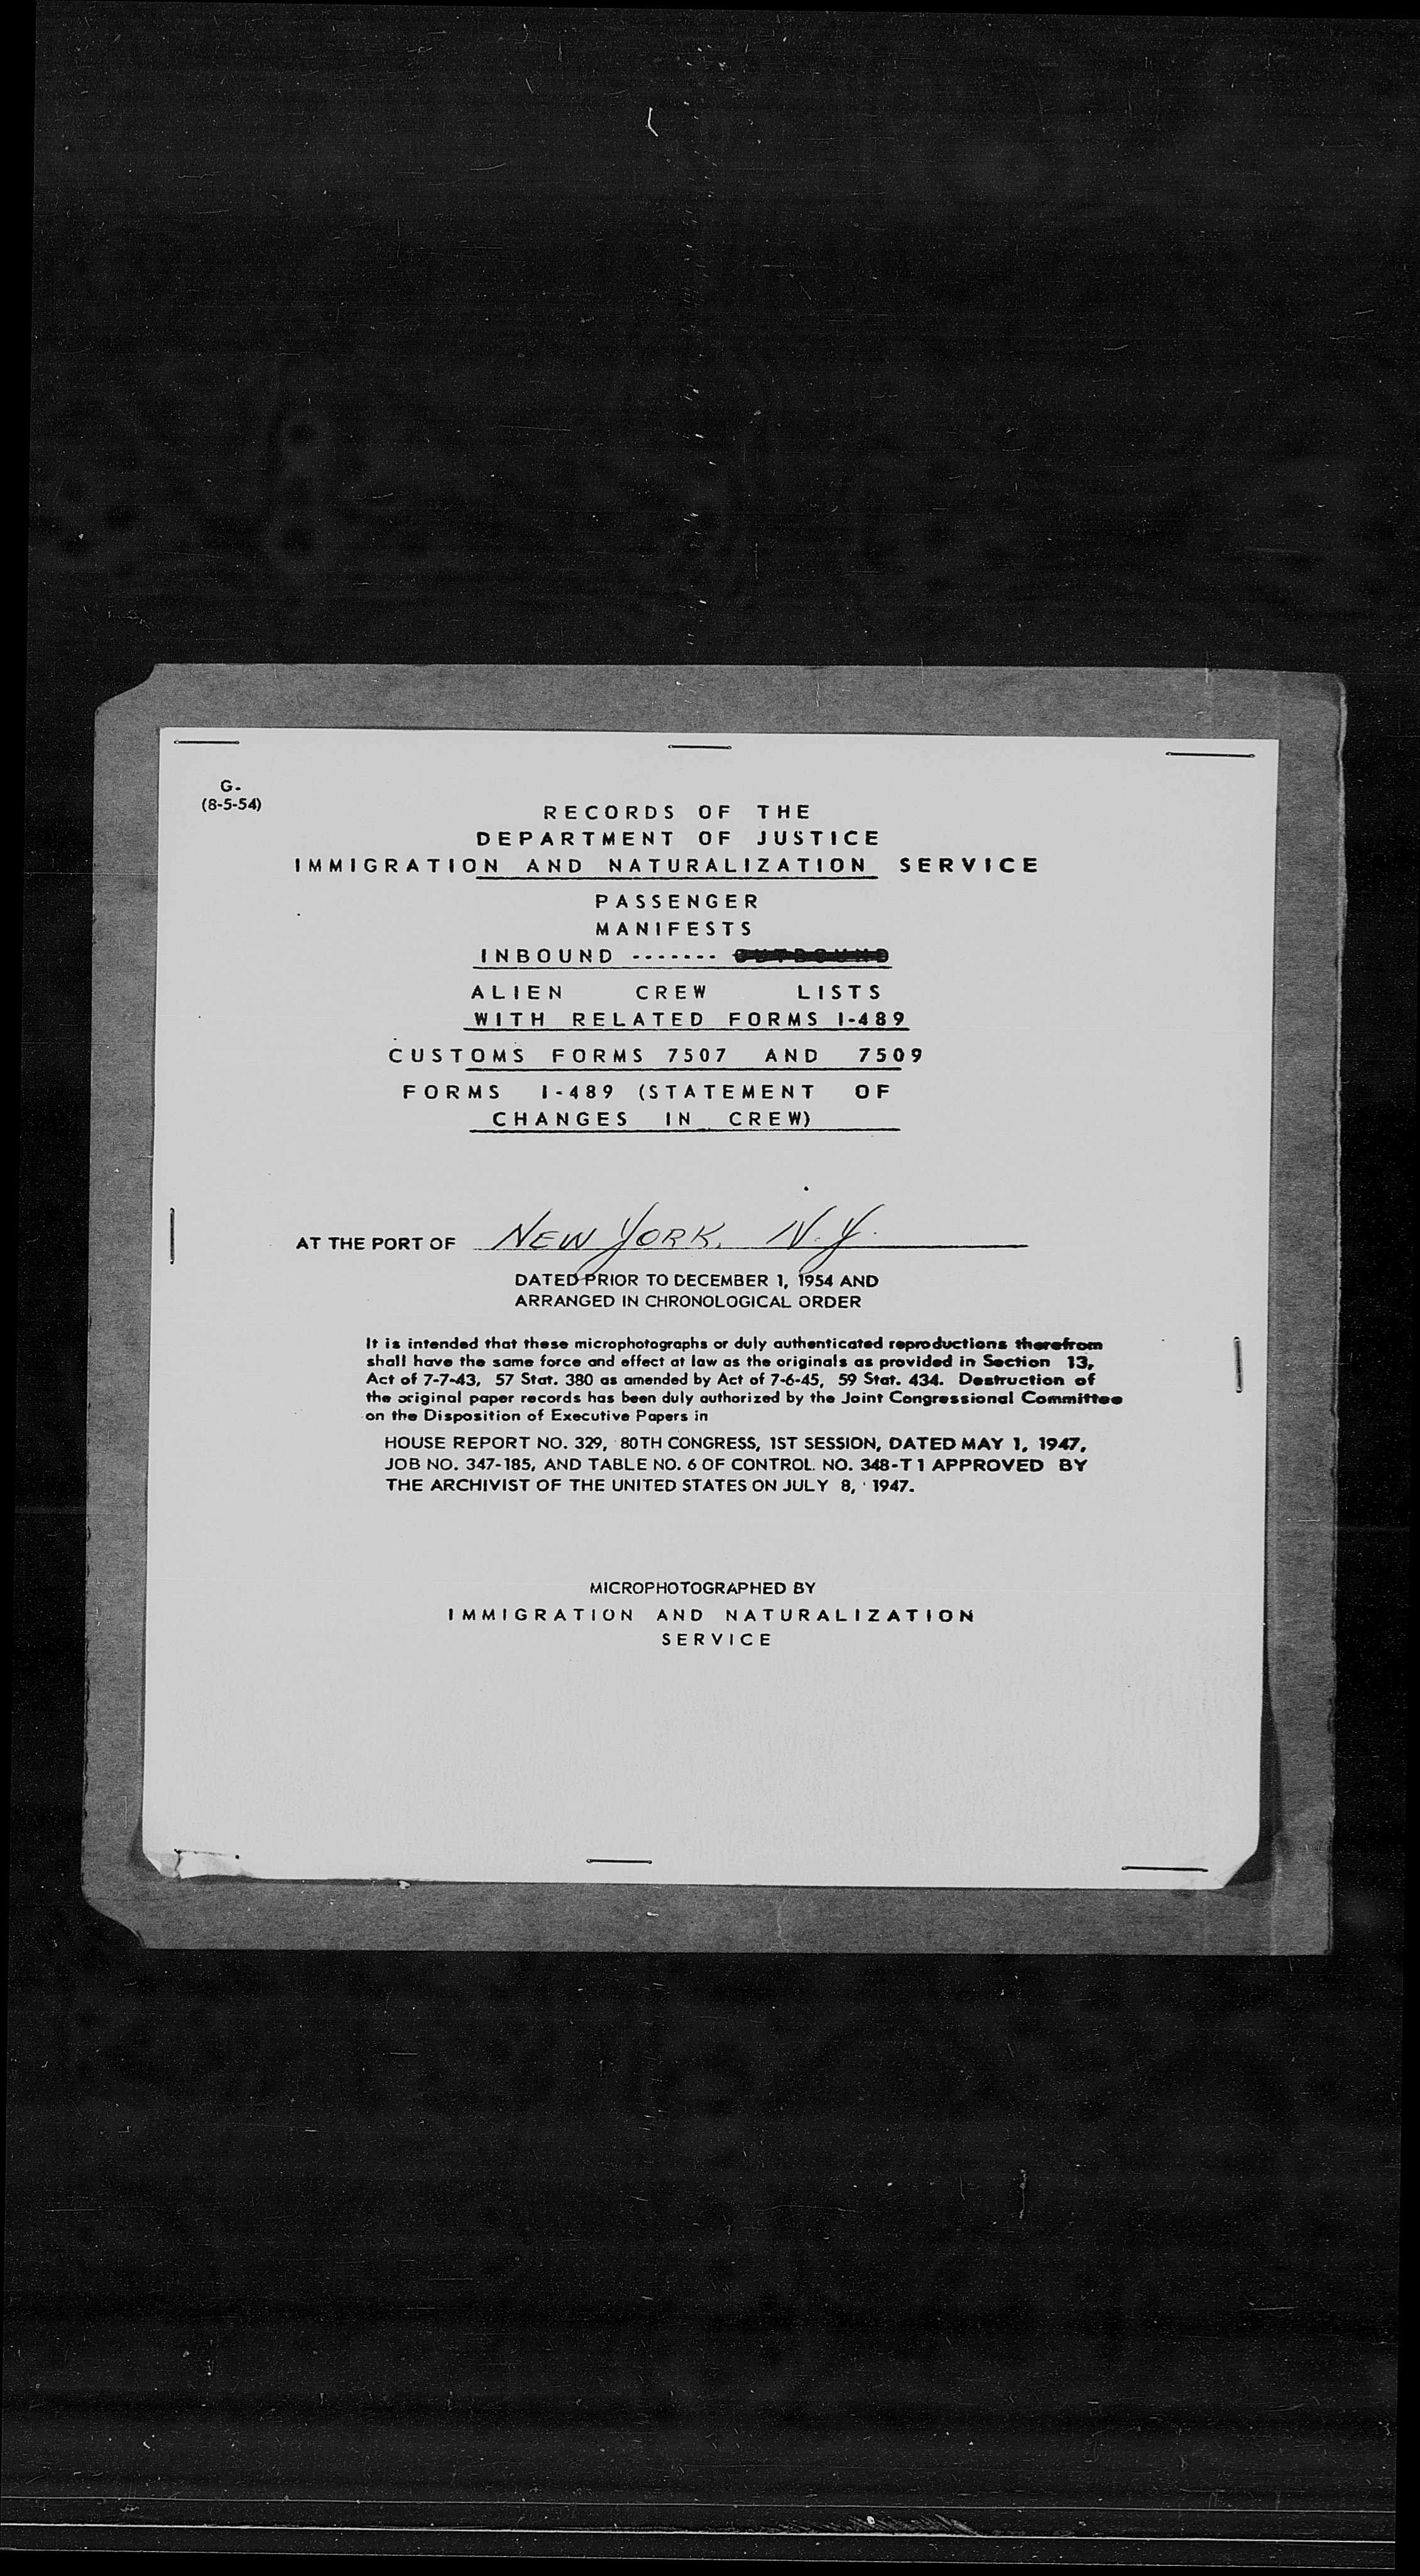 G-
(8-5-54)
RECORDS OF THE
DEPARTMENT OF JUSTICE
IMMIGRATION AND NATURALIZATION SERVICE
PASSENGER
MANIFESTS
INBOUND ------- OUTBOUND
ALIEN CREW LISTS
WITH RELATED FORMS I-489
CUSTOMS FORMS 7507 AND 7509
FORMS I-489 (STATEMENT OF
CHANGES IN CREW)
AT THE PORT OF NEW YORK, N.Y.
DATED PRIOR TO DECEMBER 1, 1954 AND
ARRANGED IN CHRONOLOGICAL ORDER
It is intended that these microphotographs or duly authenticated reproductions therefrom
shall have the same force and effect at law as the originals as provided in Section 13,
Act of 7-7-43, 57 Stat. 380 as amended by Act of 7-6-45, 59 Stat. 434. Destruction of
the original paper records has been duly authorized by the Joint Congressional Committee
on the Disposition of Executive Papers in
HOUSE REPORT NO. 329, 80TH CONGRESS, 1ST SESSION, DATED MAY 1, 1947,
JOB NO. 347-185, AND TABLE NO. 6 OF CONTROL NO. 348-T1 APPROVED BY
THE ARCHIVIST OF THE UNITED STATES ON JULY 8, 1947.
MICROPHOTOGRAPHED BY
IMMIGRATION AND NATURALIZATION
SERVICE